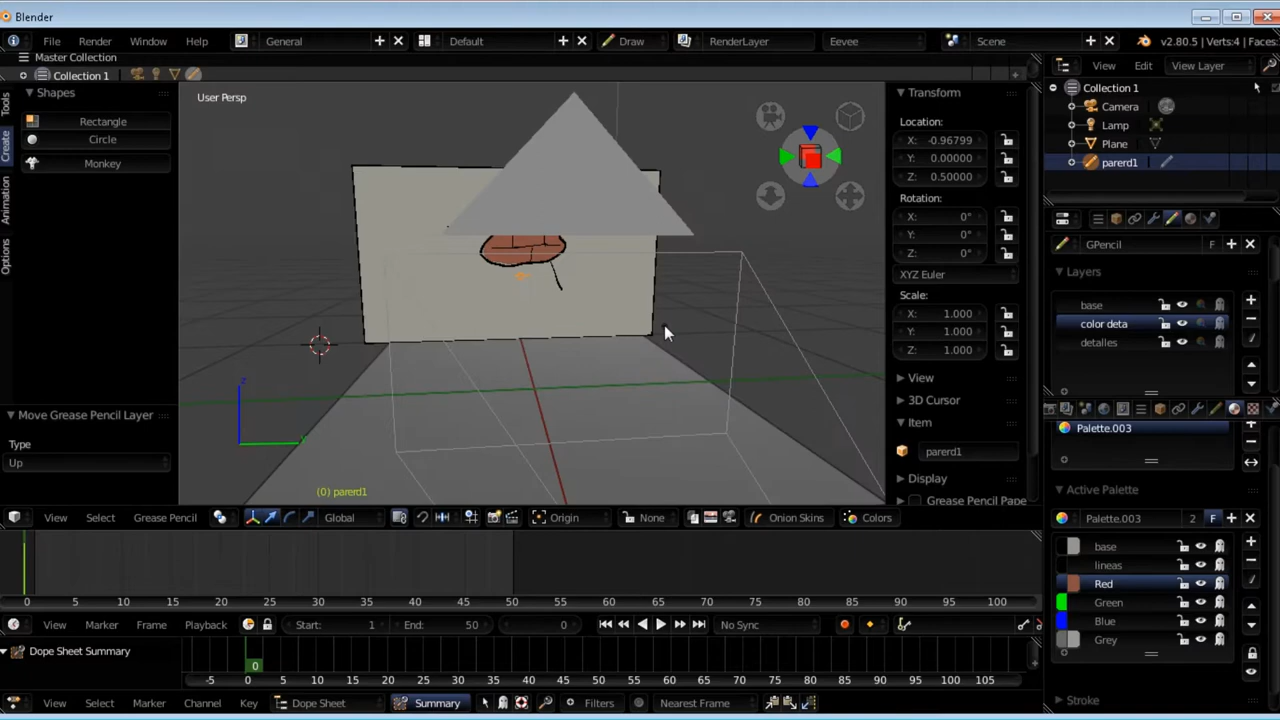 Blender
File Render Window Help General Default Draw RenderLayer Eevee Scene v2.80.5 | Verts:4 | Faces:
Master Collection
Collection 1
Tools
Create
Animation
Options
Shapes
Rectangle
Circle
Monkey
Move Grease Pencil Layer
Type
Up
User Persp
(0) parerd1
Transform
Location:
X: -0.96799
Y: 0.00000
Z: 0.50000
Rotation:
X: 0°
Y: 0°
Z: 0°
XYZ Euler
Scale:
X: 1.000
Y: 1.000
Z: 1.000
View
3D Cursor
Item
parerd1
Display
Grease Pencil Pape
View Edit View Layer
Collection 1
Camera
Lamp
Plane
parerd1
GPencil F
Layers
base
color deta
detalles
Palette.003
Active Palette
Palette.003 2 F
base
lineas
Red
Green
Blue
Grey
Stroke
View Select Grease Pencil Global Origin None Onion Skins Colors
0 5 10 15 20 25 30 35 40 45 50 55 60 65 70 75 80 85 90 95 100
View Marker Frame Playback Start: 1 End: 50 0 No Sync
Dope Sheet Summary
0
-5 0 5 10 15 20 25 30 35 40 45 50 55 60 65 70 75 80 85 90 95 100 105
View Select Marker Channel Key Dope Sheet Summary Filters Nearest Frame